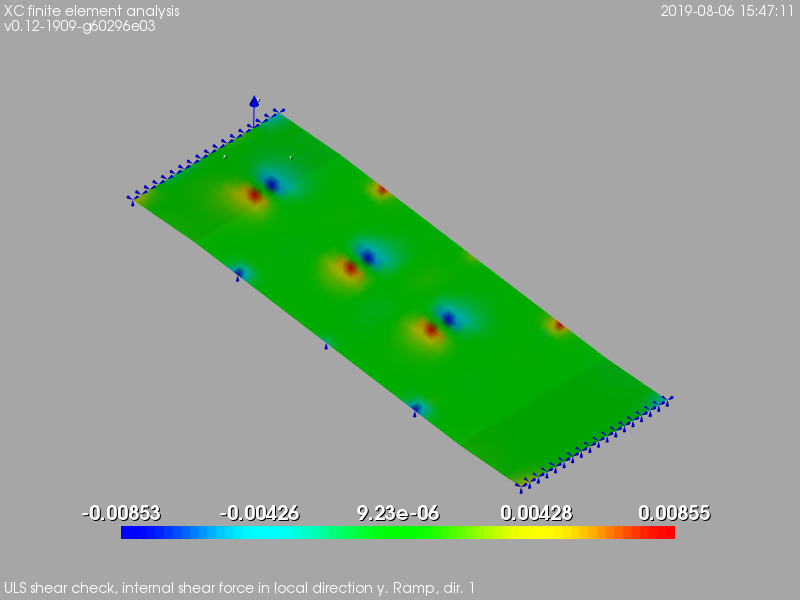 XC finite element analysis
v0.12-1909-g60296e03
2019-08-06 15:47:11
-0.00853 -0.00426 9.23e-06 0.00428 0.00855
ULS shear check, internal shear force in local direction y. Ramp, dir. 1